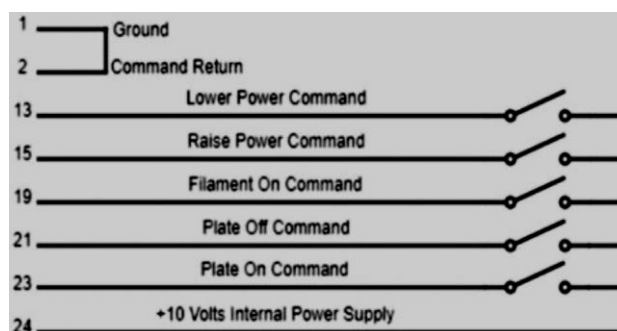 1 Ground
2 Command Return
13 Lower Power Command
15 Raise Power Command
19 Filament On Command
21 Plate Off Command
23 Plate On Command
24 +10 Volts Internal Power Supply